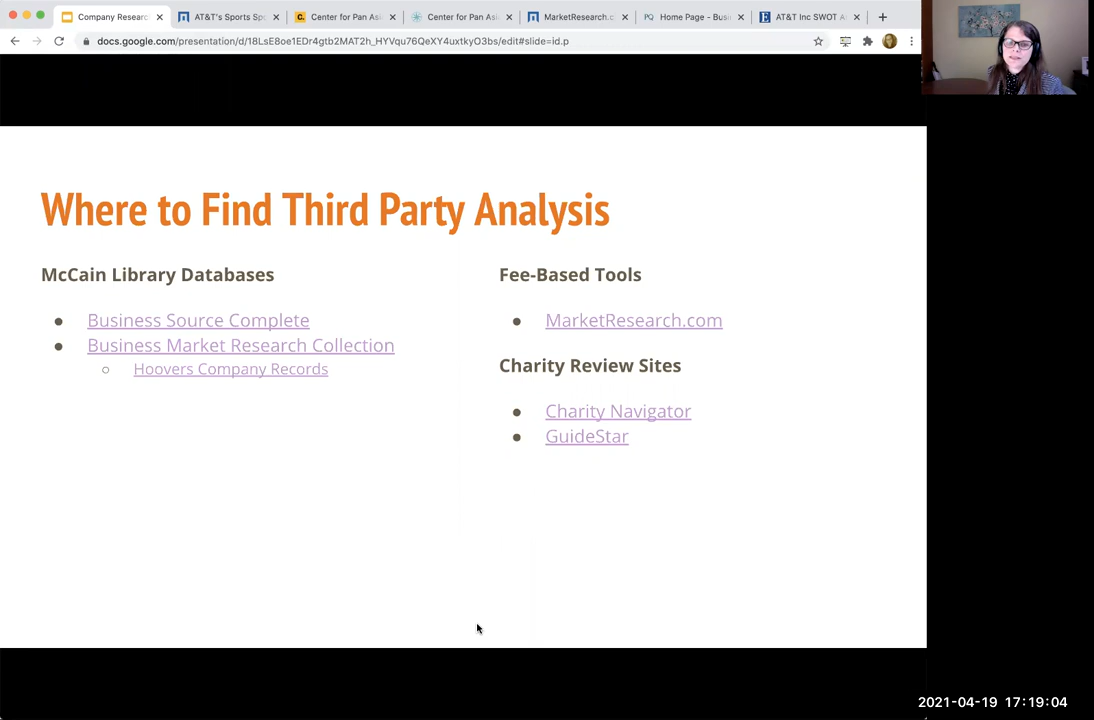 Company Researc
AT&T's Sports Spo
Center for Pan Asi
Center for Pan Asi
MarketResearch.c
Home Page - Busi
AT&T Inc SWOT A
docs.google.com/presentation/d/18LsE8oe1EDr4gtb2MAT2h_HYVqu76QeXY4uxtkyO3bs/edit#slide=id.p
Where to Find Third Party Analysis
McCain Library Databases
Business Source Complete
Business Market Research Collection
Hoovers Company Records
Fee-Based Tools
MarketResearch.com
Charity Review Sites
Charity Navigator
GuideStar
2021-04-19 17:19:04